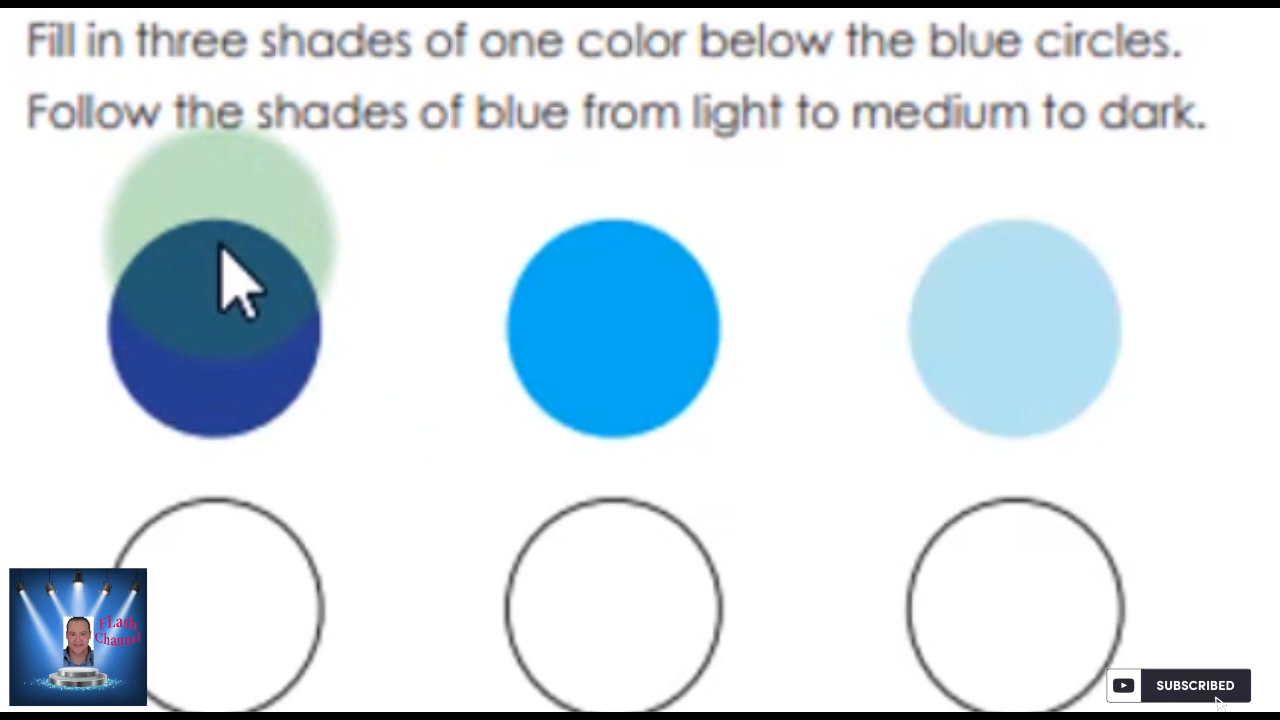 Fill in three shades of one color below the blue circles.
Follow the shades of blue from light to medium to dark.
FLash
Channel
SUBSCRIBED